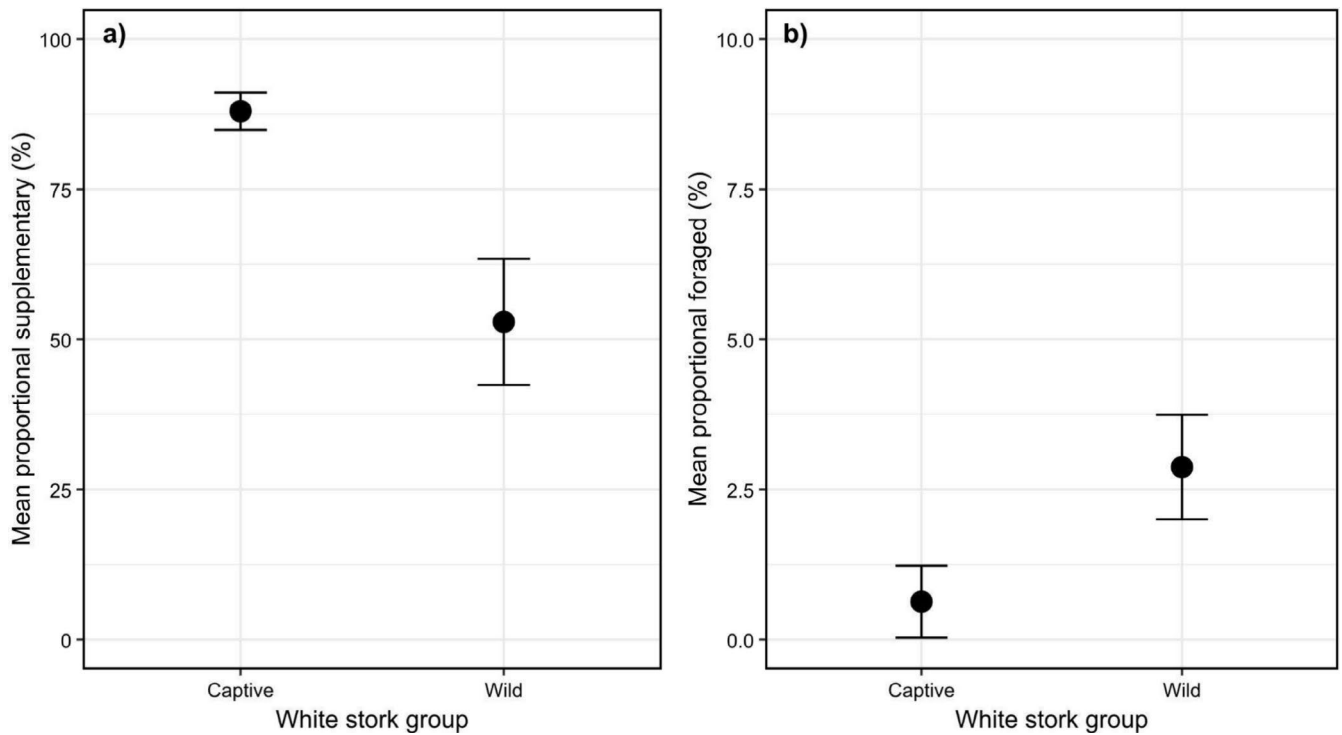 a)
Mean proportional supplementary (%)
100
75
50
25
0
Captive
Wild
White stork group
b)
Mean proportional foraged (%)
10.0
7.5
5.0
2.5
0.0
Captive
Wild
White stork group